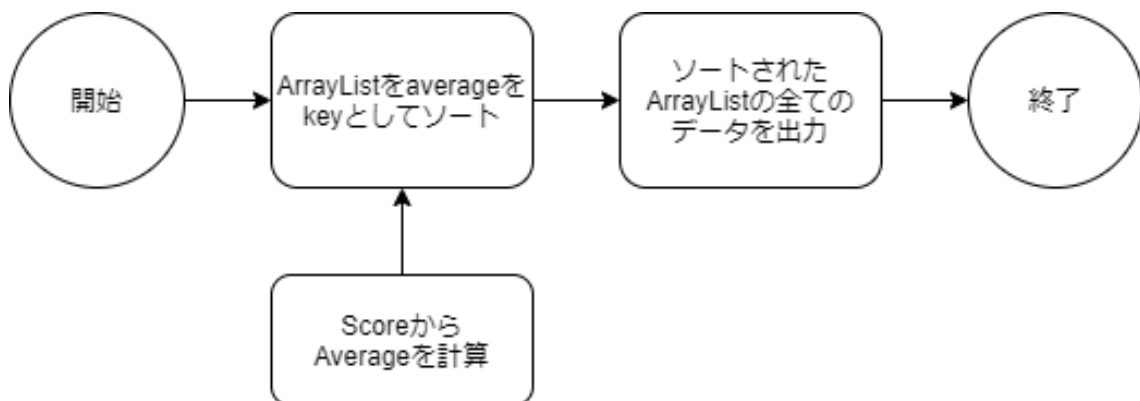 開始
ArrayListをaverageを
keyとしてソート
ソートされた
ArrayListの全ての
データを出力
終了
Scoreから
Averageを計算